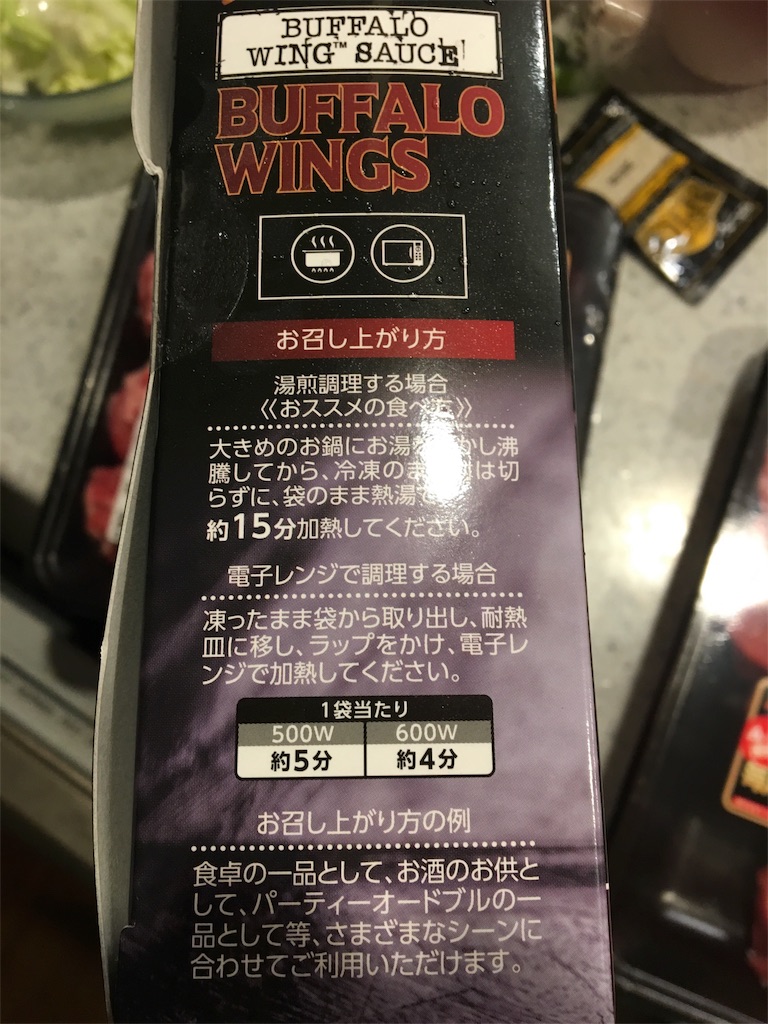 BUFFALO
WING™ SAUCE
BUFFALO
WINGS
お召し上がり方
湯煎調理する場合
《おススメの食べ方》
大きめのお鍋にお湯 かし沸
騰してから、冷凍のま は切
らずに、袋のまま熱湯で
約15分加熱してください。
電子レンジで調理する場合
凍ったまま袋から取り出し、耐熱
皿に移し、ラップをかけ、電子レ
ンジで加熱してください。
1袋当たり
500W 600W
約5分 約4分
お召し上がり方の例
食卓の一品として、お酒のお供と
して、パーティーオードブルの一
品として等、さまざまなシーンに
合わせてご利用いただけます。